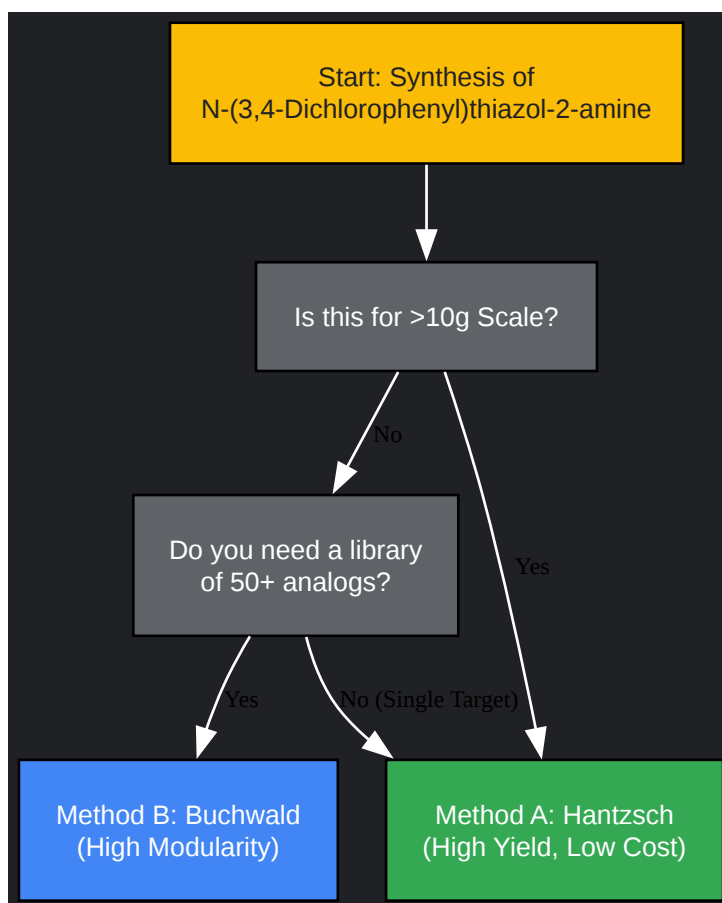 Start: Synthesis of
N-(3,4-Dichlorophenyl)thiazol-2-amine
Is this for >10g Scale?
No
Do you need a library
of 50+ analogs?
Yes
Yes
No (Single Target)
Method B: Buchwald
(High Modularity)
Method A: Hantzsch
(High Yield, Low Cost)